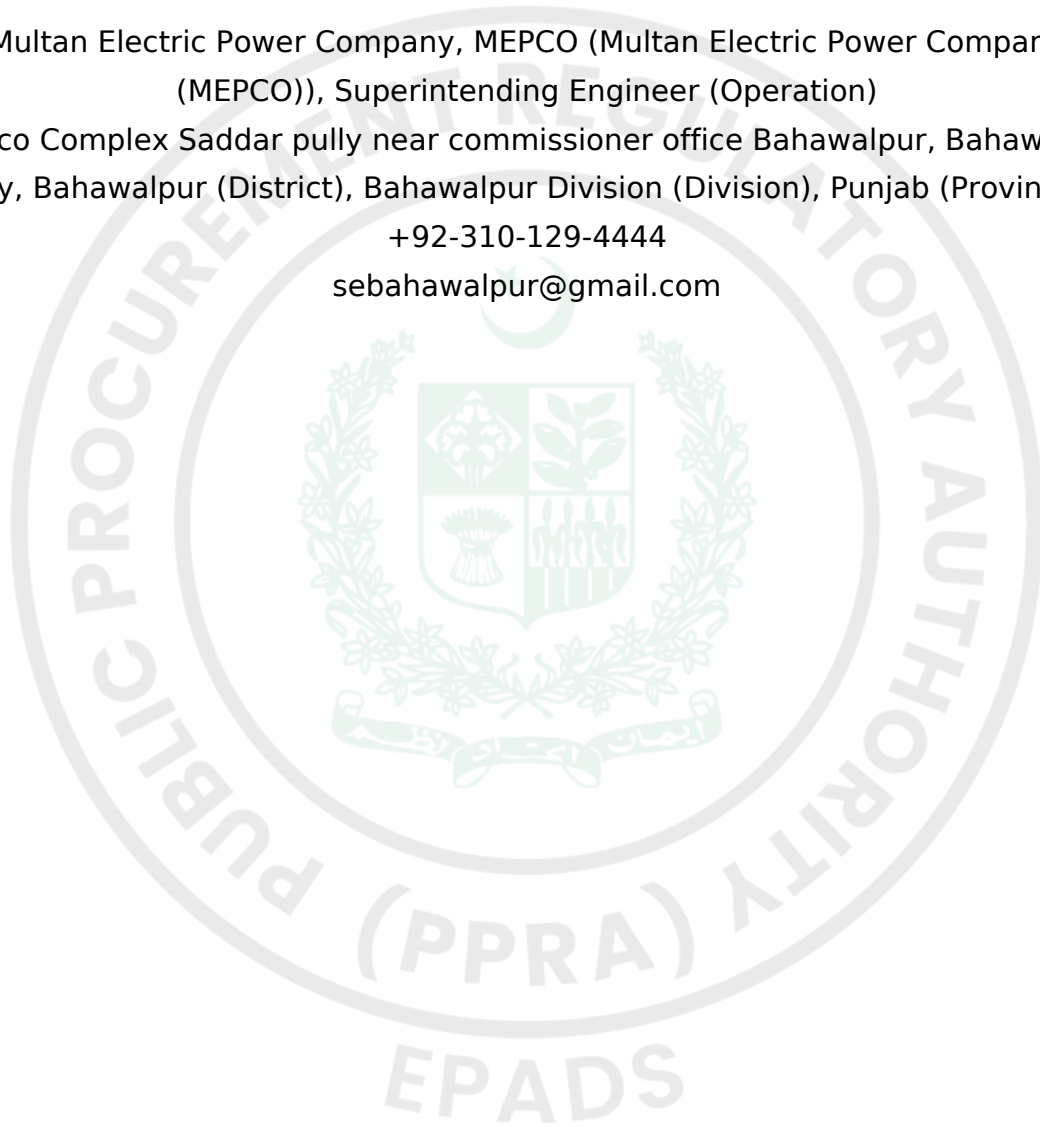 Multan Electric Power Company, MEPCO (Multan Electric Power Compan
(MEPCO)), Superintending Engineer (Operation)
co Complex Saddar pully near commissioner office Bahawalpur, Bahaw
y, Bahawalpur (District), Bahawalpur Division (Division), Punjab (Provin
+92-310-129-4444
sebahawalpur@gmail.com
PUBLIC PROCUREMENT REGULATORY AUTHORITY
(PPRA)
EPADS